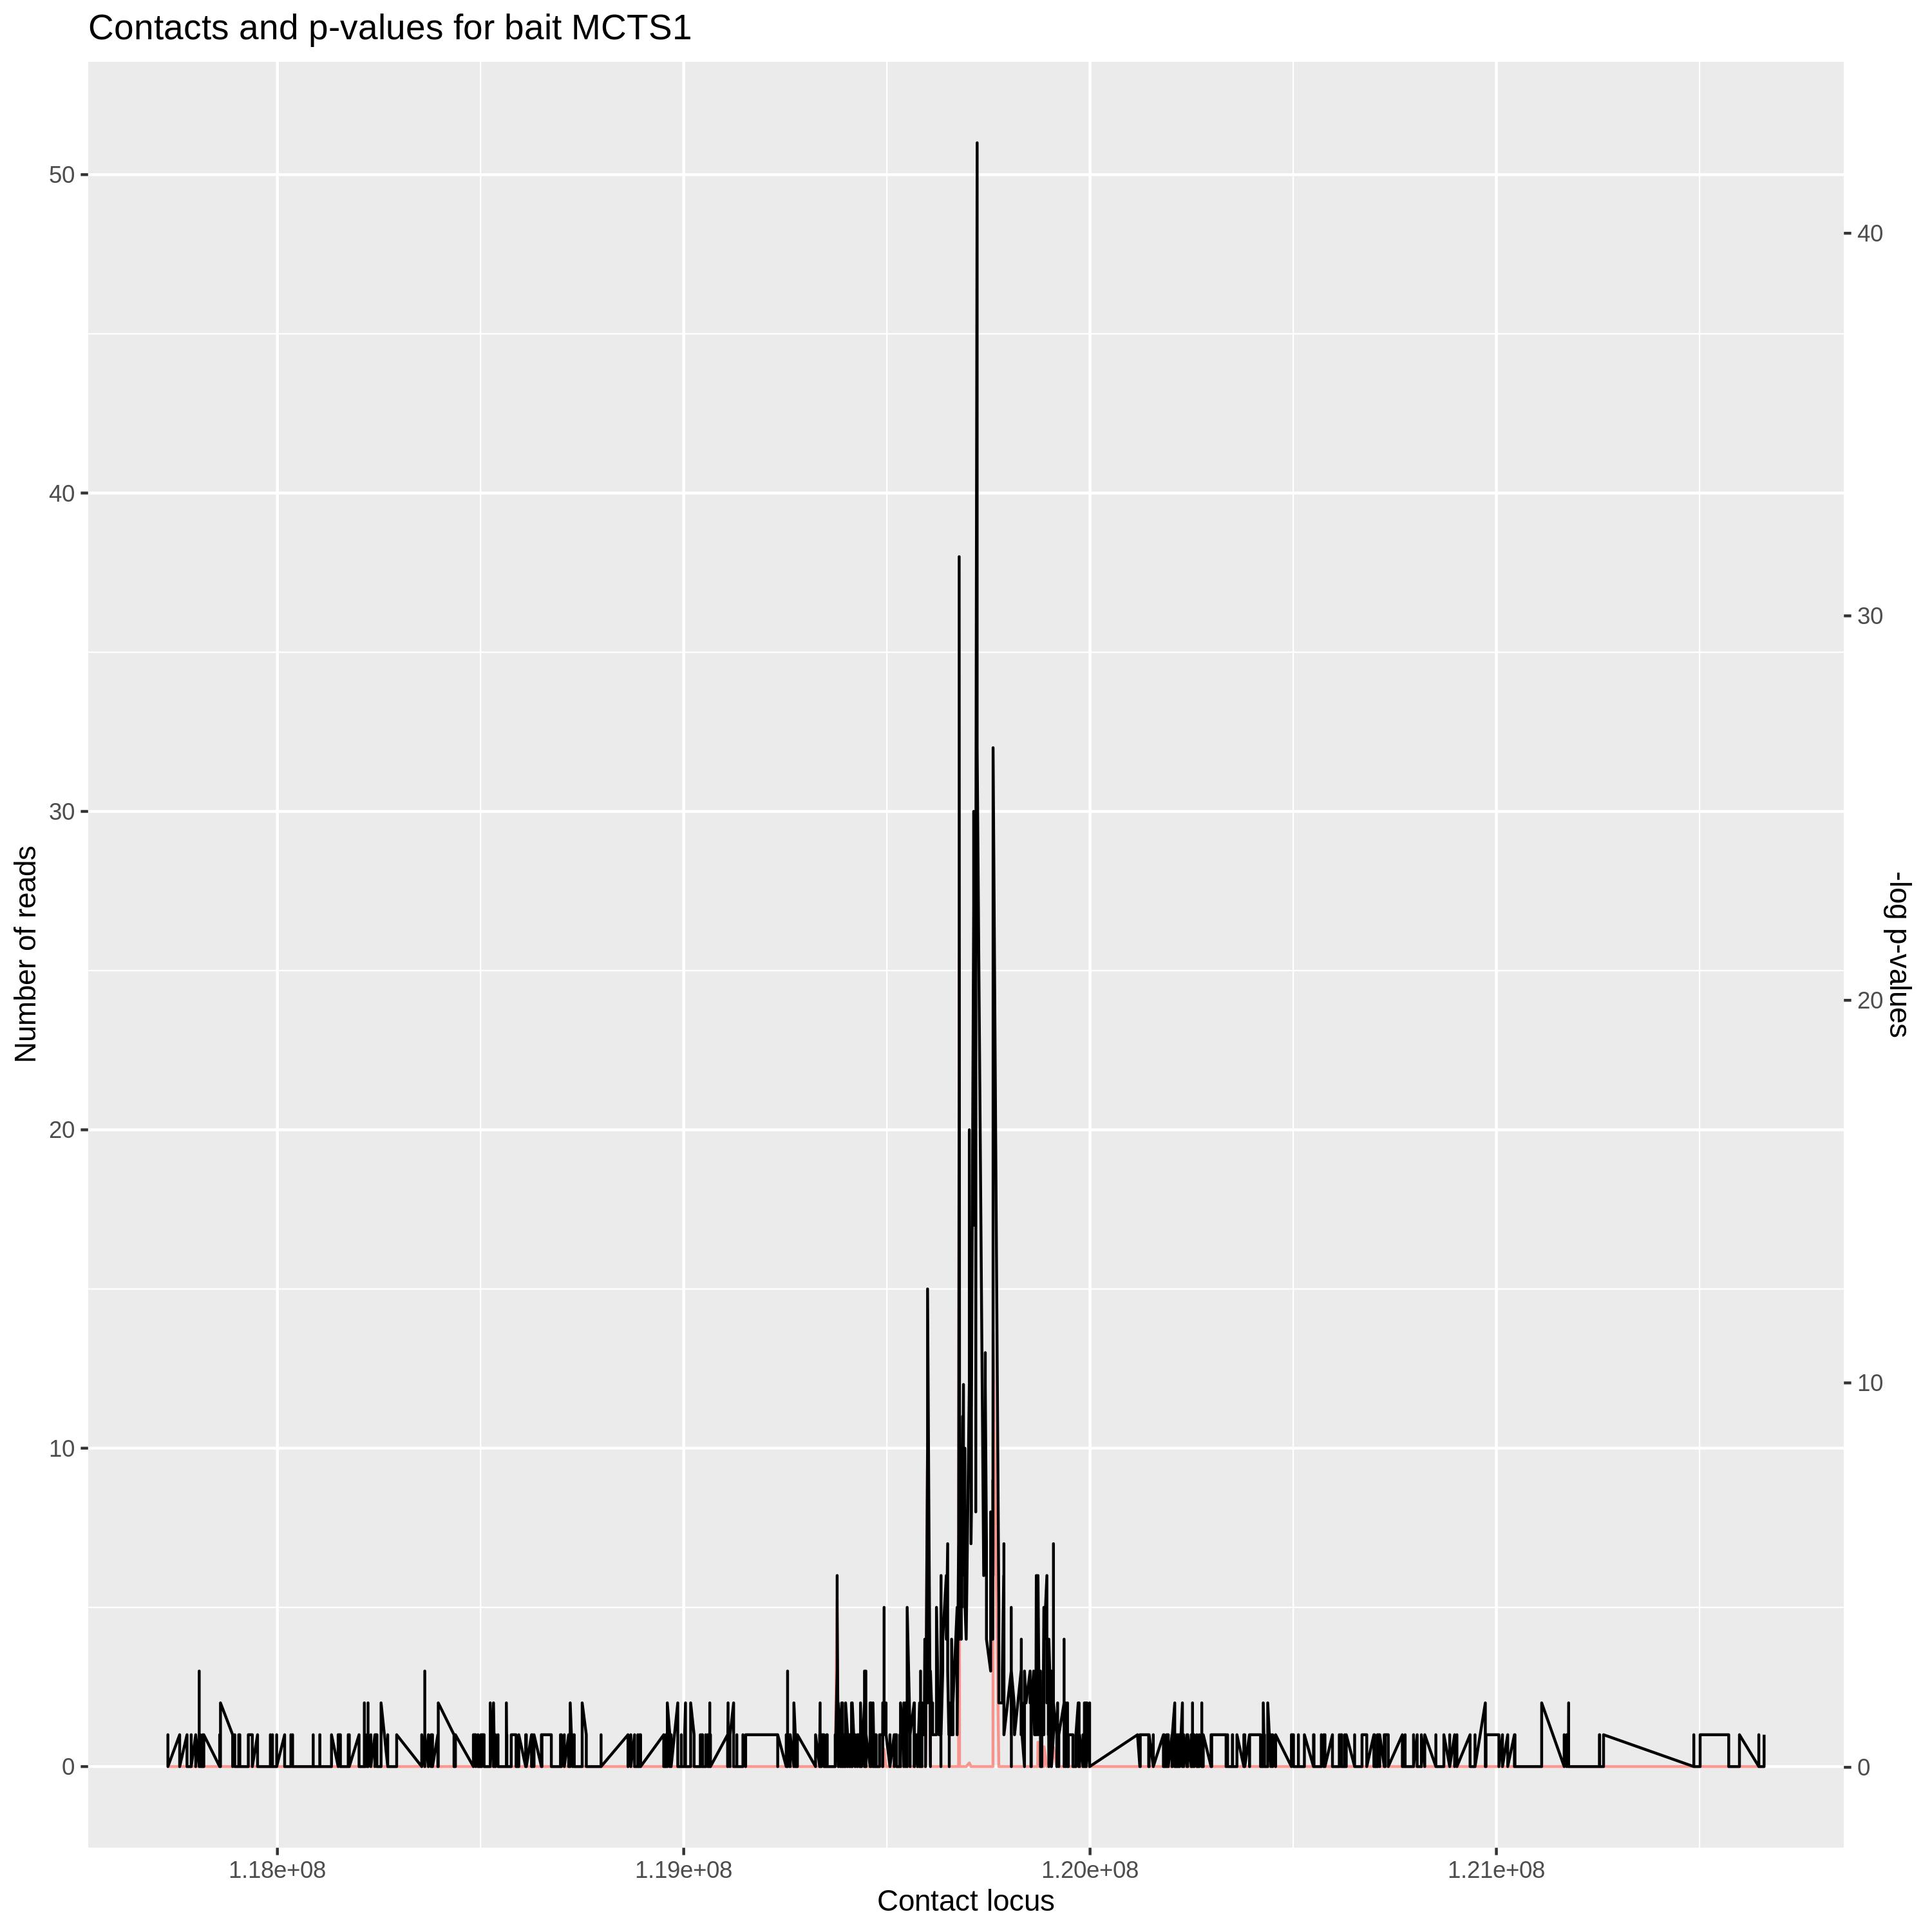 Contacts and p-values for bait MCTS1
50
40
30
20
10
0
Number of reads
40
30
20
10
0
-log p-values
1.18e+08
1.19e+08
1.20e+08
1.21e+08
Contact locus